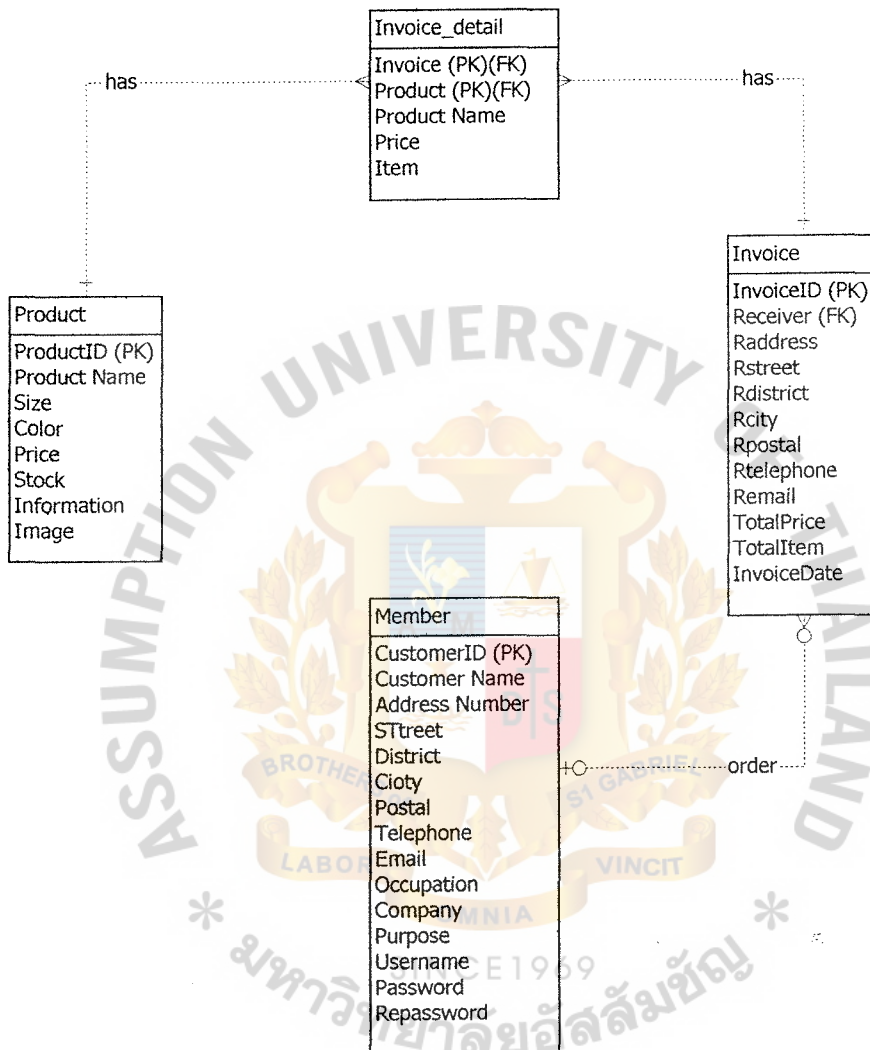 Invoice_detail
Invoice (PK)(FK)
Product (PK)(FK)
Product Name
Price
Item
has
has
Invoice
InvoiceID (PK)
Receiver (FK)
Raddress
Rstreet
Rdistrict
Rcity
Rpostal
Rtelephone
Remail
TotalPrice
TotalItem
InvoiceDate
Product
ProductID (PK)
Product Name
Size
Color
Price
Stock
Information
Image
Member
CustomerID (PK)
Customer Name
Address Number
STtreet
District
Cioty
Postal
Telephone
Email
Occupation
Company
Purpose
Username
Password
Repassword
order
ASSUMPTION UNIVERSITY OF THAILAND
A M
D S
BROTHERS
ST GABRIEL
LABOR
OMNIA
VINCIT
SINCE1969
มหาวิทยาลัยอัสสัมชัญ